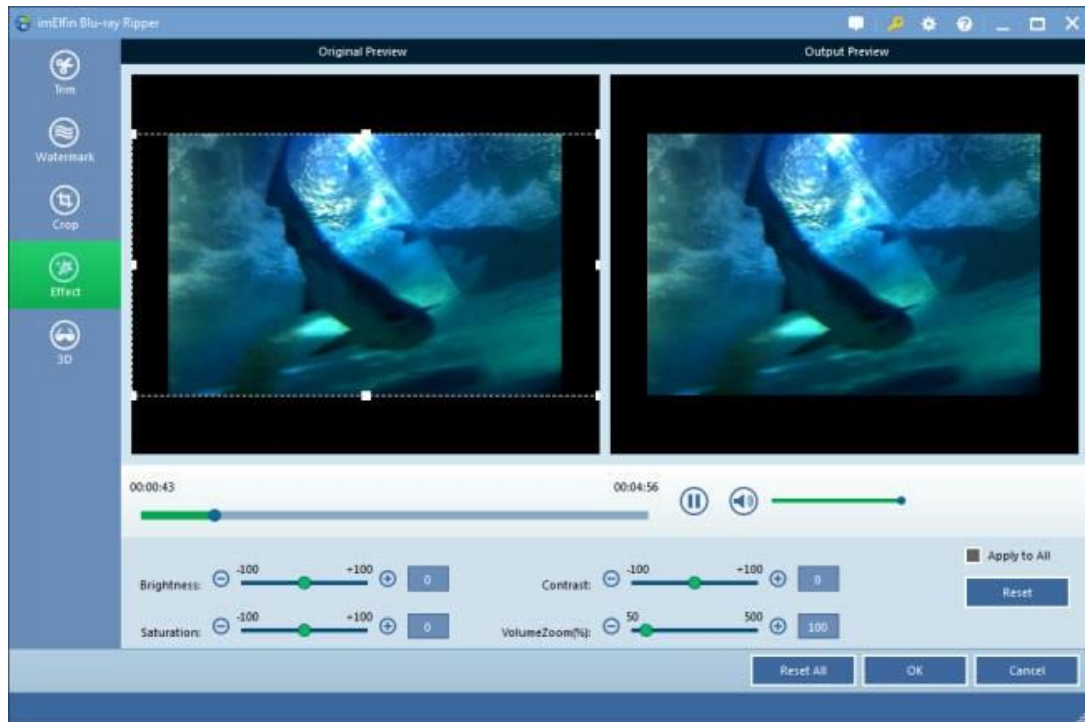 imElfin Blu-ray Ripper
Original Preview
Output Preview
Trim
Watermark
Crop
Effect
3D
00:00:43
00:04:56
Brightness: -100 +100 0
Contrast: -100 +100 0
Apply to All
Reset
Saturation: -100 +100 0
VolumeZoom(%): 50 500 100
Reset All
OK
Cancel